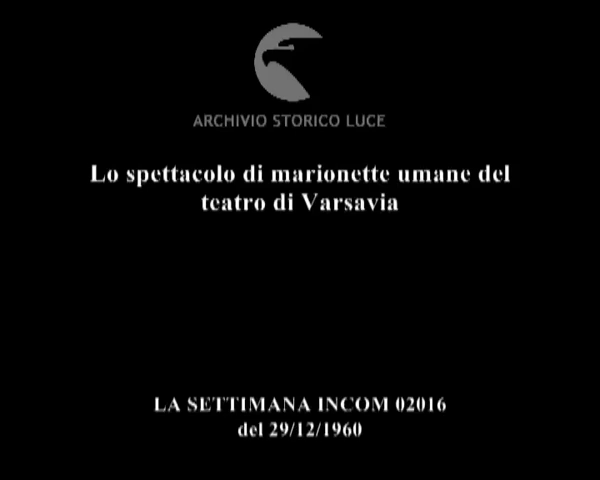 ARCHIVIO STORICO LUCE
Lo spettacolo di marionette umane del
teatro di Varsavia
LA SETTIMANA INCOM 02016
del 29/12/1960